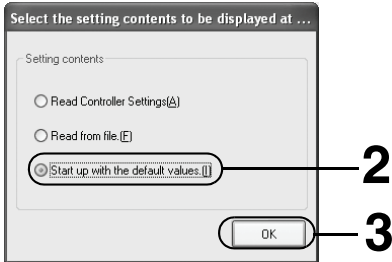 Select the setting contents to be displayed at ...
Setting contents
Read Controller Settings(A)
Read from file.(F)
Start up with the default values.(I)
2
OK
3